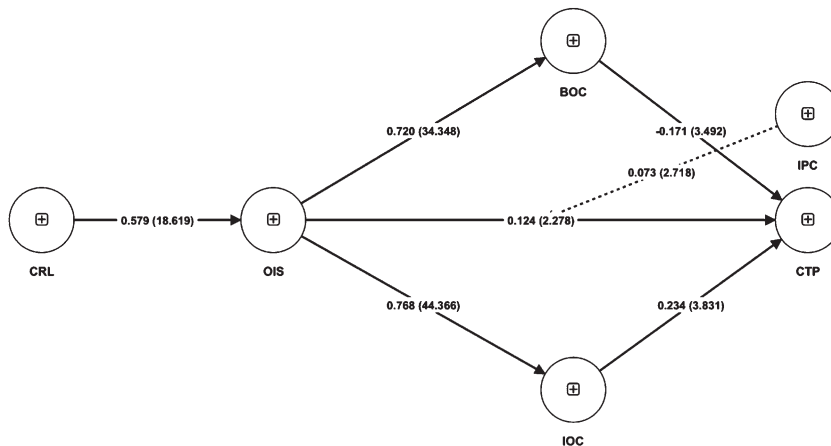 BOC
0.720 (34.348)
-0.171 (3.492)
IPC
0.073 (2.718)
0.579 (18.619)
0.124 (2.278)
CRL
OIS
CTP
0.768 (44.366)
0.234 (3.831)
IOC